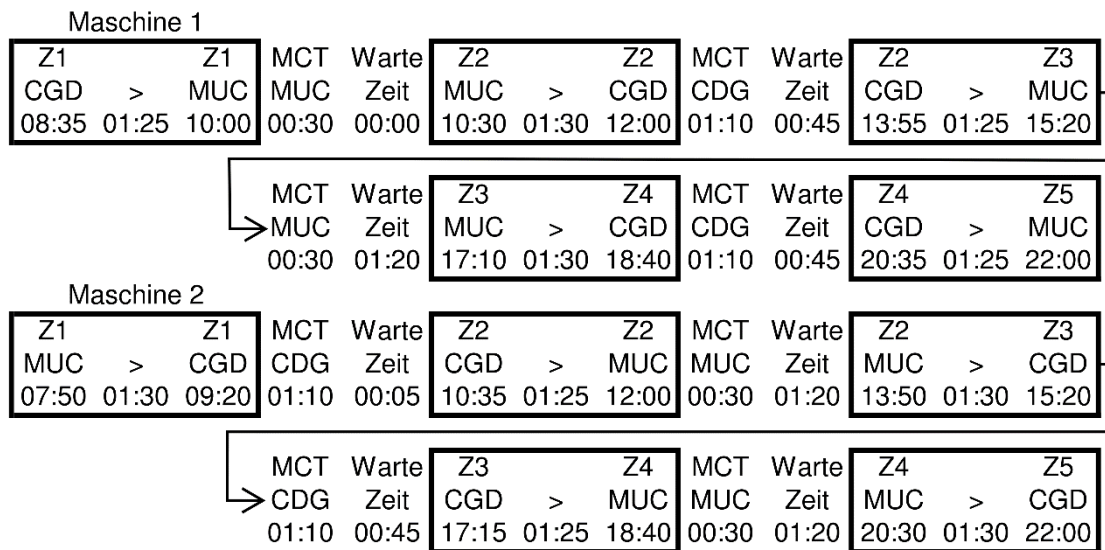 Maschine 1
Z1 Z1 MCT Warte Z2 Z2 MCT Warte Z2 Z3
CGD > MUC MUC Zeit MUC > CGD CDG Zeit CGD > MUC
08:35 01:25 10:00 00:30 00:00 10:30 01:30 12:00 01:10 00:45 13:55 01:25 15:20
MCT Warte Z3 Z4 MCT Warte Z4 Z5
MUC Zeit MUC > CGD CDG Zeit CGD > MUC
00:30 01:20 17:10 01:30 18:40 01:10 00:45 20:35 01:25 22:00
Maschine 2
Z1 Z1 MCT Warte Z2 Z2 MCT Warte Z2 Z3
MUC > CGD CDG Zeit CGD > MUC MUC Zeit MUC > CGD
07:50 01:30 09:20 01:10 00:05 10:35 01:25 12:00 00:30 01:20 13:50 01:30 15:20
MCT Warte Z3 Z4 MCT Warte Z4 Z5
CDG Zeit CGD > MUC MUC Zeit MUC > CGD
01:10 00:45 17:15 01:25 18:40 00:30 01:20 20:30 01:30 22:00